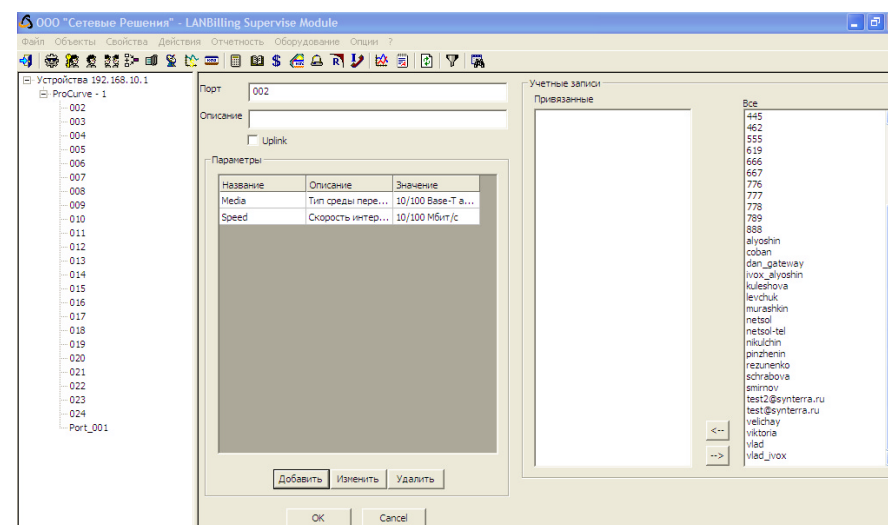 ООО "Сетевые Решения" - LANBilling Supervise Module
Файл Объекты Свойства Действия Отчетность Оборудование Опции ?
Устройства 192.168.10.1
ProCurve - 1
002
003
004
005
006
007
008
009
010
011
012
013
014
015
016
017
018
019
020
021
022
023
024
Port_001
Порт 002
Описание
Uplink
Параметры
Название Описание Значение
Media Тип среды пере... 10/100 Base-T a...
Speed Скорость интер... 10/100 Мбит/с
Добавить Изменить Удалить
OK Cancel
Учетные записи
Привязанные
Все
445
462
555
619
666
667
776
777
778
789
888
alyoshin
coban
dan_gateway
ivox_alyoshin
kuleshova
levchuk
murashkin
netsol
netsol-tel
nikulchin
pinzhenin
rezunenko
schrabova
smirnov
test2@synterra.ru
test@synterra.ru
velichay
viktoria
vlad
vlad_ivox
<--
-->